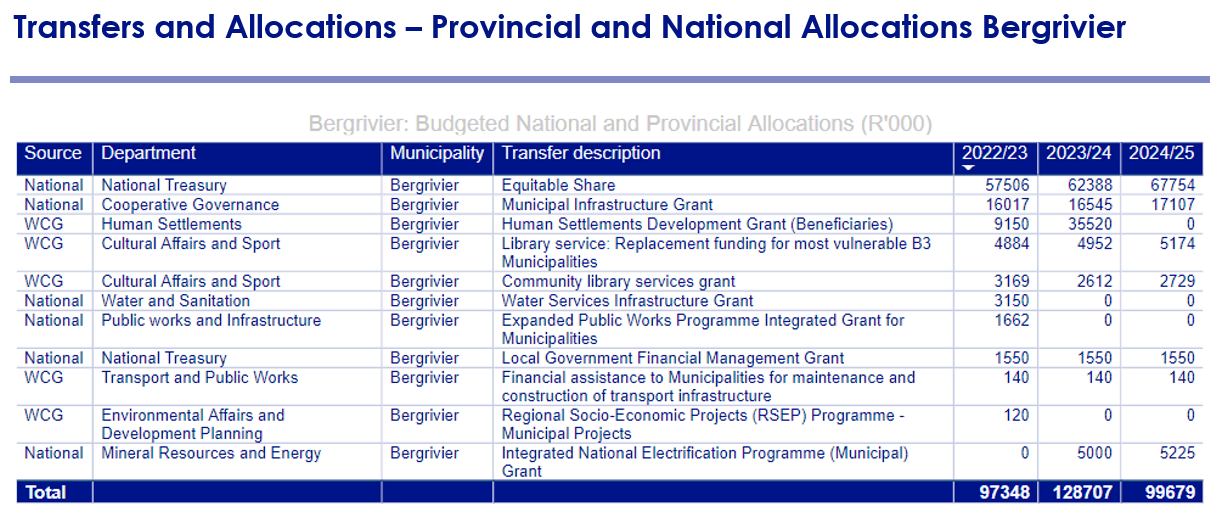 Transfers and Allocations – Provincial and National Allocations Bergrivier
Bergrivier: Budgeted National and Provincial Allocations (R'000)
Source Department Municipality Transfer description 2022/23 2023/24 2024/25
National National Treasury Bergrivier Equitable Share 57506 62388 67754
National Cooperative Governance Bergrivier Municipal Infrastructure Grant 16017 16545 17107
WCG Human Settlements Bergrivier Human Settlements Development Grant (Beneficiaries) 9150 35520 0
WCG Cultural Affairs and Sport Bergrivier Library service: Replacement funding for most vulnerable B3 4884 4952 5174
Municipalities
WCG Cultural Affairs and Sport Bergrivier Community library services grant 3169 2612 2729
National Water and Sanitation Bergrivier Water Services Infrastructure Grant 3150 0 0
National Public works and Infrastructure Bergrivier Expanded Public Works Programme Integrated Grant for 1662 0 0
Municipalities
National National Treasury Bergrivier Local Government Financial Management Grant 1550 1550 1550
WCG Transport and Public Works Bergrivier Financial assistance to Municipalities for maintenance and 140 140 140
construction of transport infrastructure
WCG Environmental Affairs and Bergrivier Regional Socio-Economic Projects (RSEP) Programme - 120 0 0
Development Planning Municipal Projects
National Mineral Resources and Energy Bergrivier Integrated National Electrification Programme (Municipal) 0 5000 5225
Grant
Total 97348 128707 99679